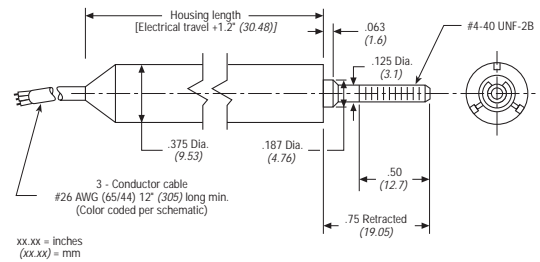 Housing length
[Electrical travel +1.2" (30.48)]
.063
(1.6)
#4-40 UNF-2B
.125 Dia.
(3.1)
.375 Dia.
(9.53)
.187 Dia.
(4.76)
.50
(12.7)
3 - Conductor cable
#26 AWG (65/44) 12" (305) long min.
(Color coded per schematic)
.75 Retracted
(19.05)
xx.xx = inches
(xx.xx) = mm